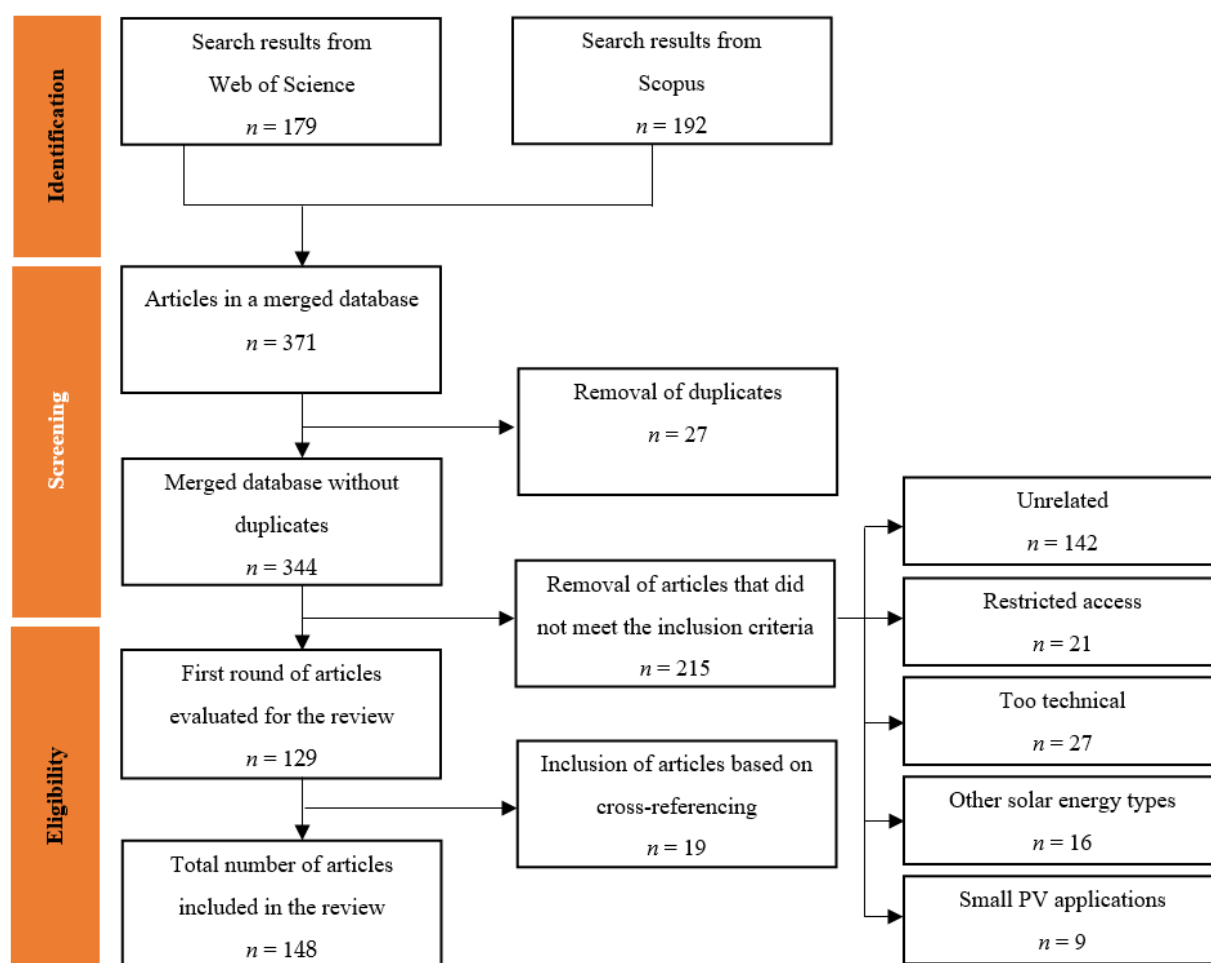 Identification
Search results from
Web of Science
n = 179
Search results from
Scopus
n = 192
Screening
Articles in a merged database
n = 371
Removal of duplicates
n = 27
Merged database without
duplicates
n = 344
Removal of articles that did
not meet the inclusion criteria
n = 215
Unrelated
n = 142
Restricted access
n = 21
Too technical
n = 27
Other solar energy types
n = 16
Small PV applications
n = 9
Eligibility
First round of articles
evaluated for the review
n = 129
Inclusion of articles based on
cross-referencing
n = 19
Total number of articles
included in the review
n = 148